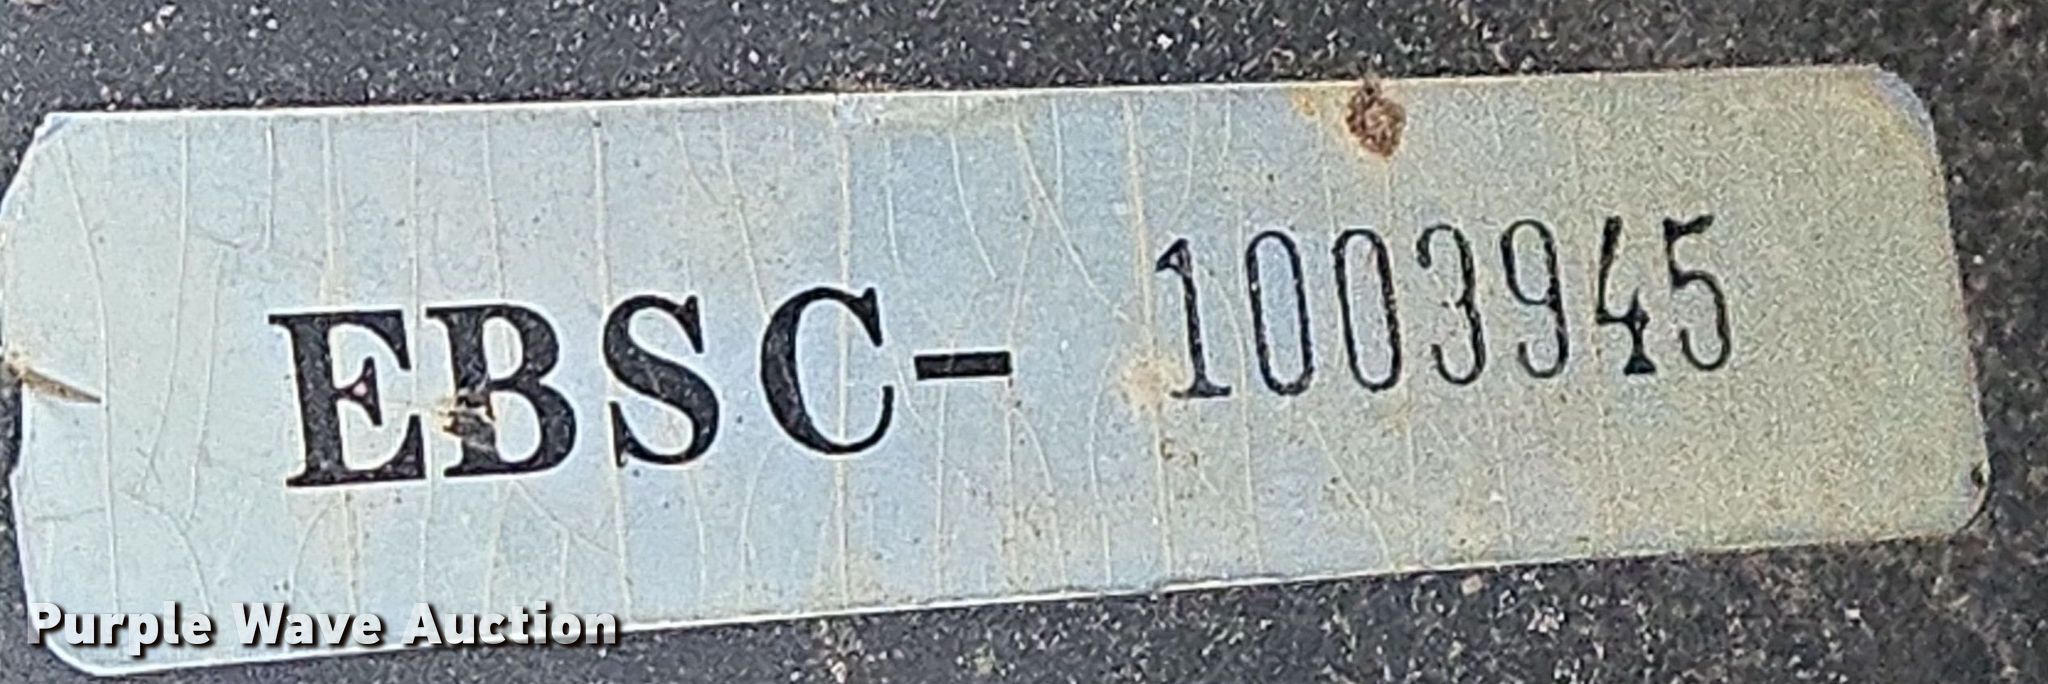 EBSC- 1003945
Purple Wave Auction